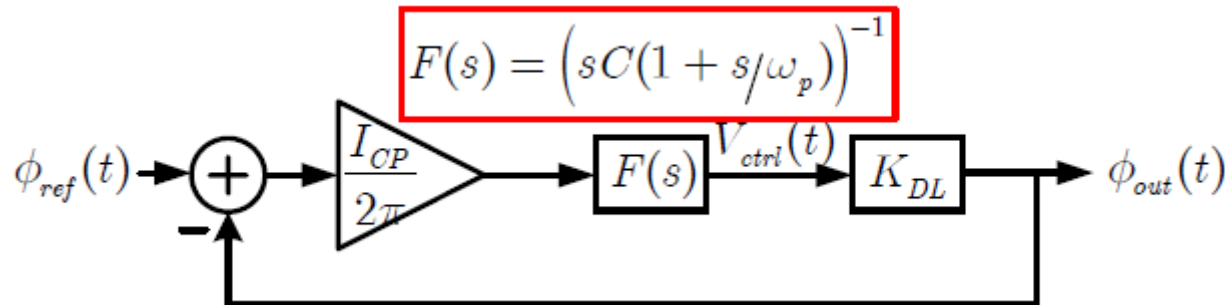 F(s) = (sC(1 + s/ω_p))^{-1}
ϕ_ref(t)
+
−
I_CP
2π
F(s)
V_ctrl(t)
K_DL
ϕ_out(t)